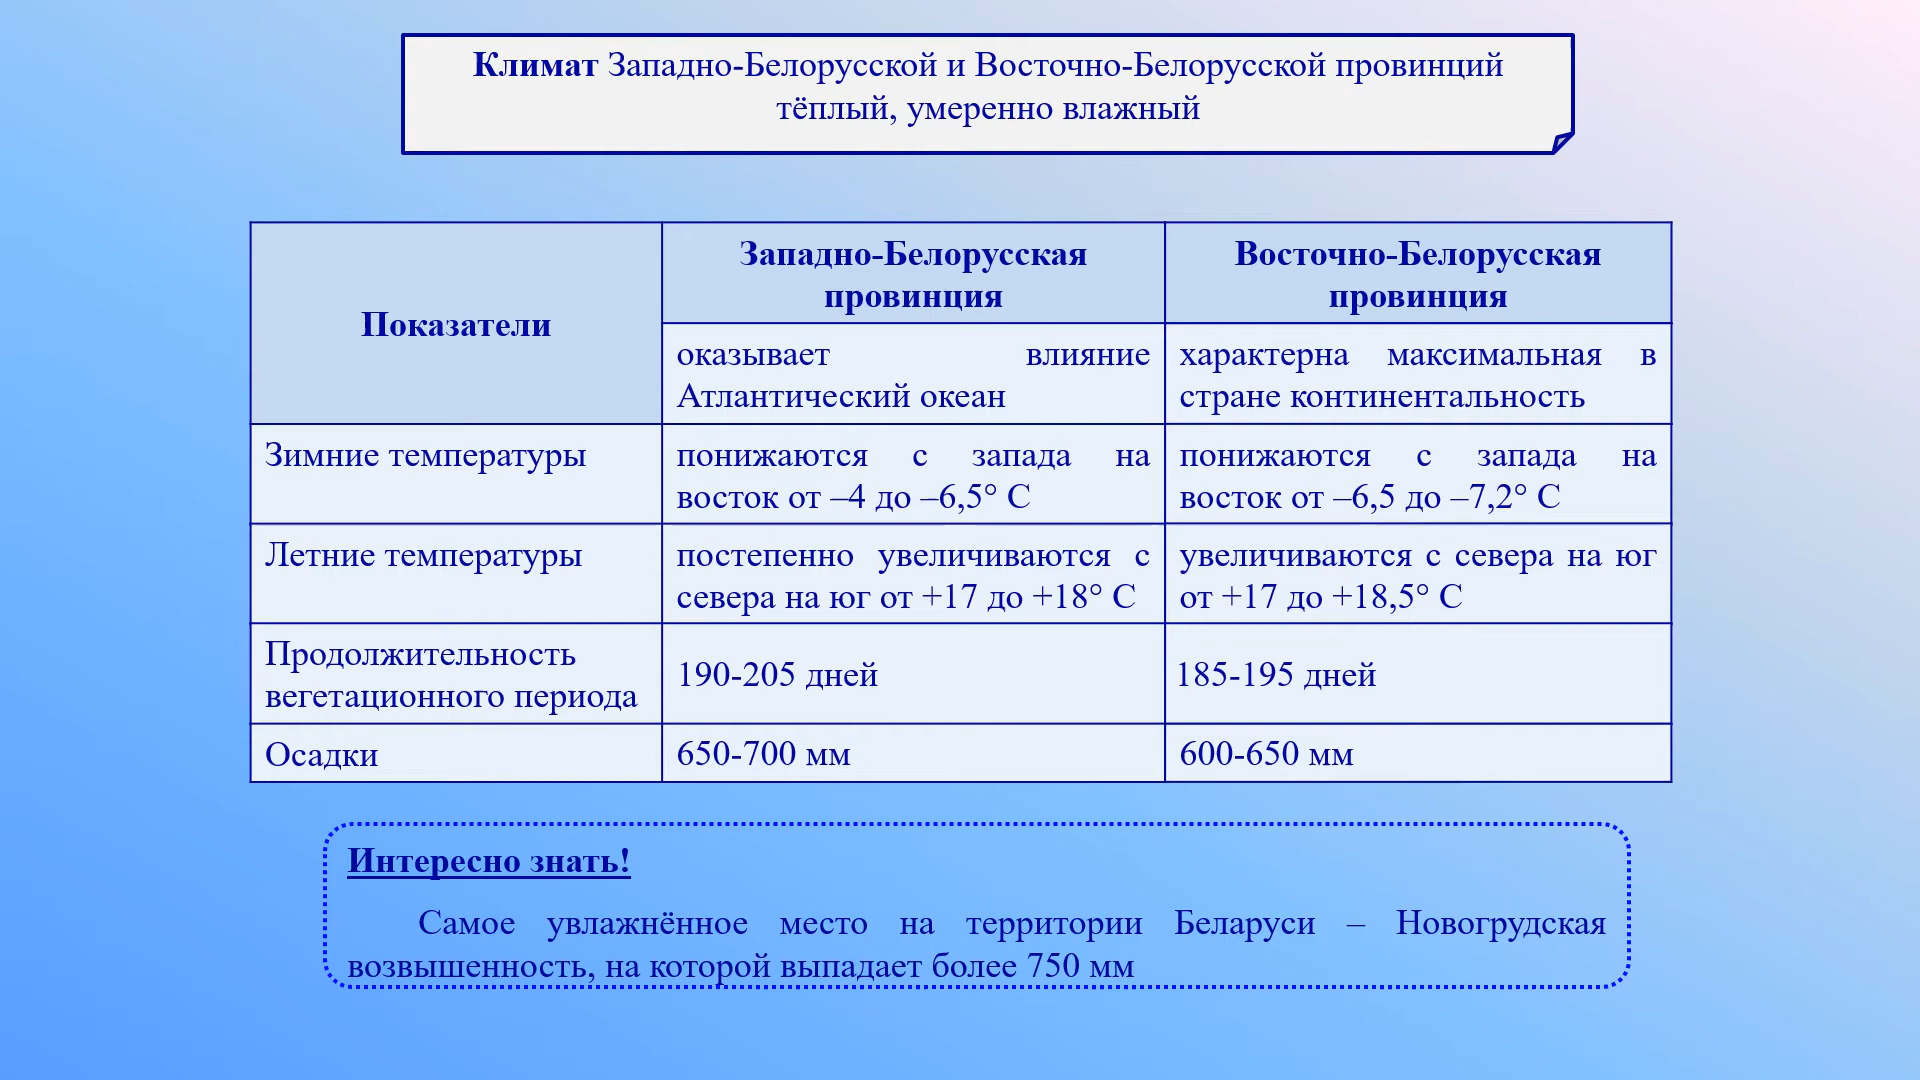 Климат Западно-Белорусской и Восточно-Белорусской провинций
тёплый, умеренно влажный
Показатели
Западно-Белорусская
провинция
Восточно-Белорусская
провинция
оказывает влияние
Атлантический океан
характерна максимальная в
стране континентальность
Зимние температуры
понижаются с запада на
восток от –4 до –6,5° С
понижаются с запада на
восток от –6,5 до –7,2° С
Летние температуры
постепенно увеличиваются с
севера на юг от +17 до +18° С
увеличиваются с севера на юг
от +17 до +18,5° С
Продолжительность
вегетационного периода
190-205 дней
185-195 дней
Осадки
650-700 мм
600-650 мм
Интересно знать!
Самое увлажнённое место на территории Беларуси – Новогрудская
возвышенность, на которой выпадает более 750 мм